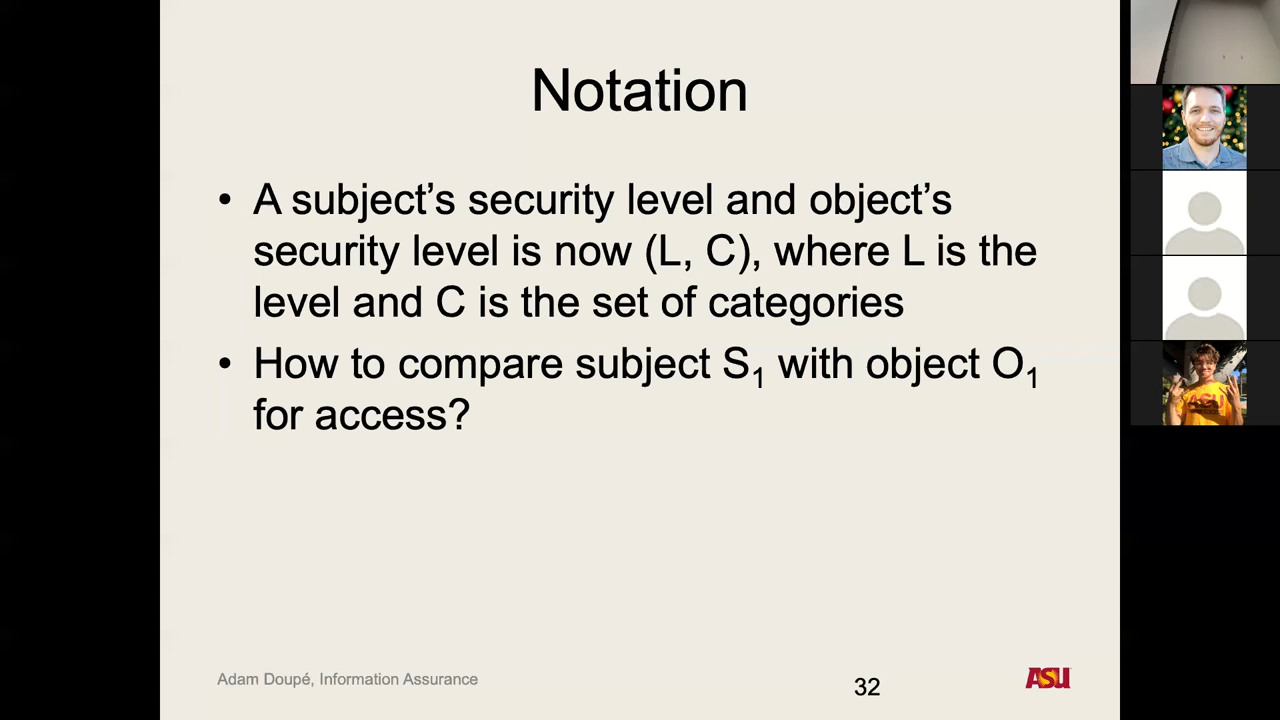 Notation
• A subject’s security level and object’s
security level is now (L, C), where L is the
level and C is the set of categories
• How to compare subject S₁ with object O₁
for access?
Adam Doupé, Information Assurance
32
ASU
ASU